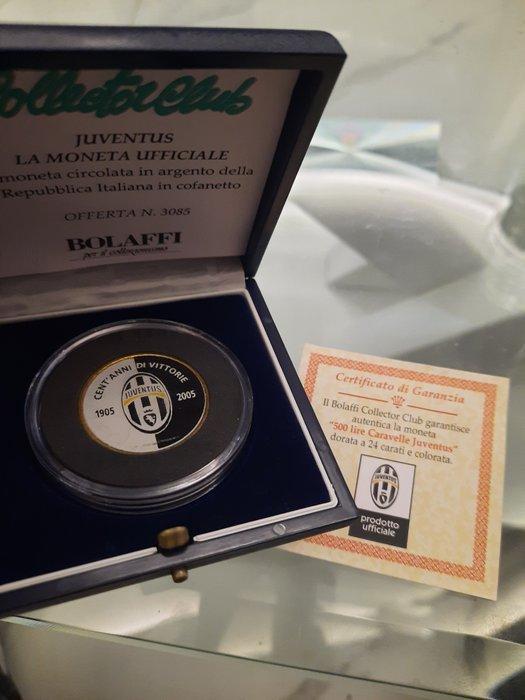 Collector Club
JUVENTUS
LA MONETA UFFICIALE
moneta circolata in argento della
Repubblica Italiana in cofanetto
OFFERTA N. 3085
BOLAFFI
per il collezionismo
CENT'ANNI DI VITTORIE
1905
2005
JUVENTUS
Certificato di Garanzia
Il Bolaffi Collector Club garantisce
autentica la moneta
"500 lire Caravelle Juventus"
dorata a 24 carati e colorata.
JUVENTUS
prodotto
ufficiale